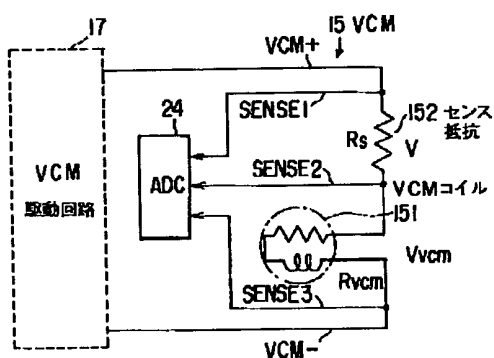 17
15 VCM
VCM+
24
SENSE1
152 センス
抵抗
Rs
V
VCM
駆動回路
ADC
SENSE2
VCMコイル
151
Vvcm
Rvcm
SENSE3
VCM-